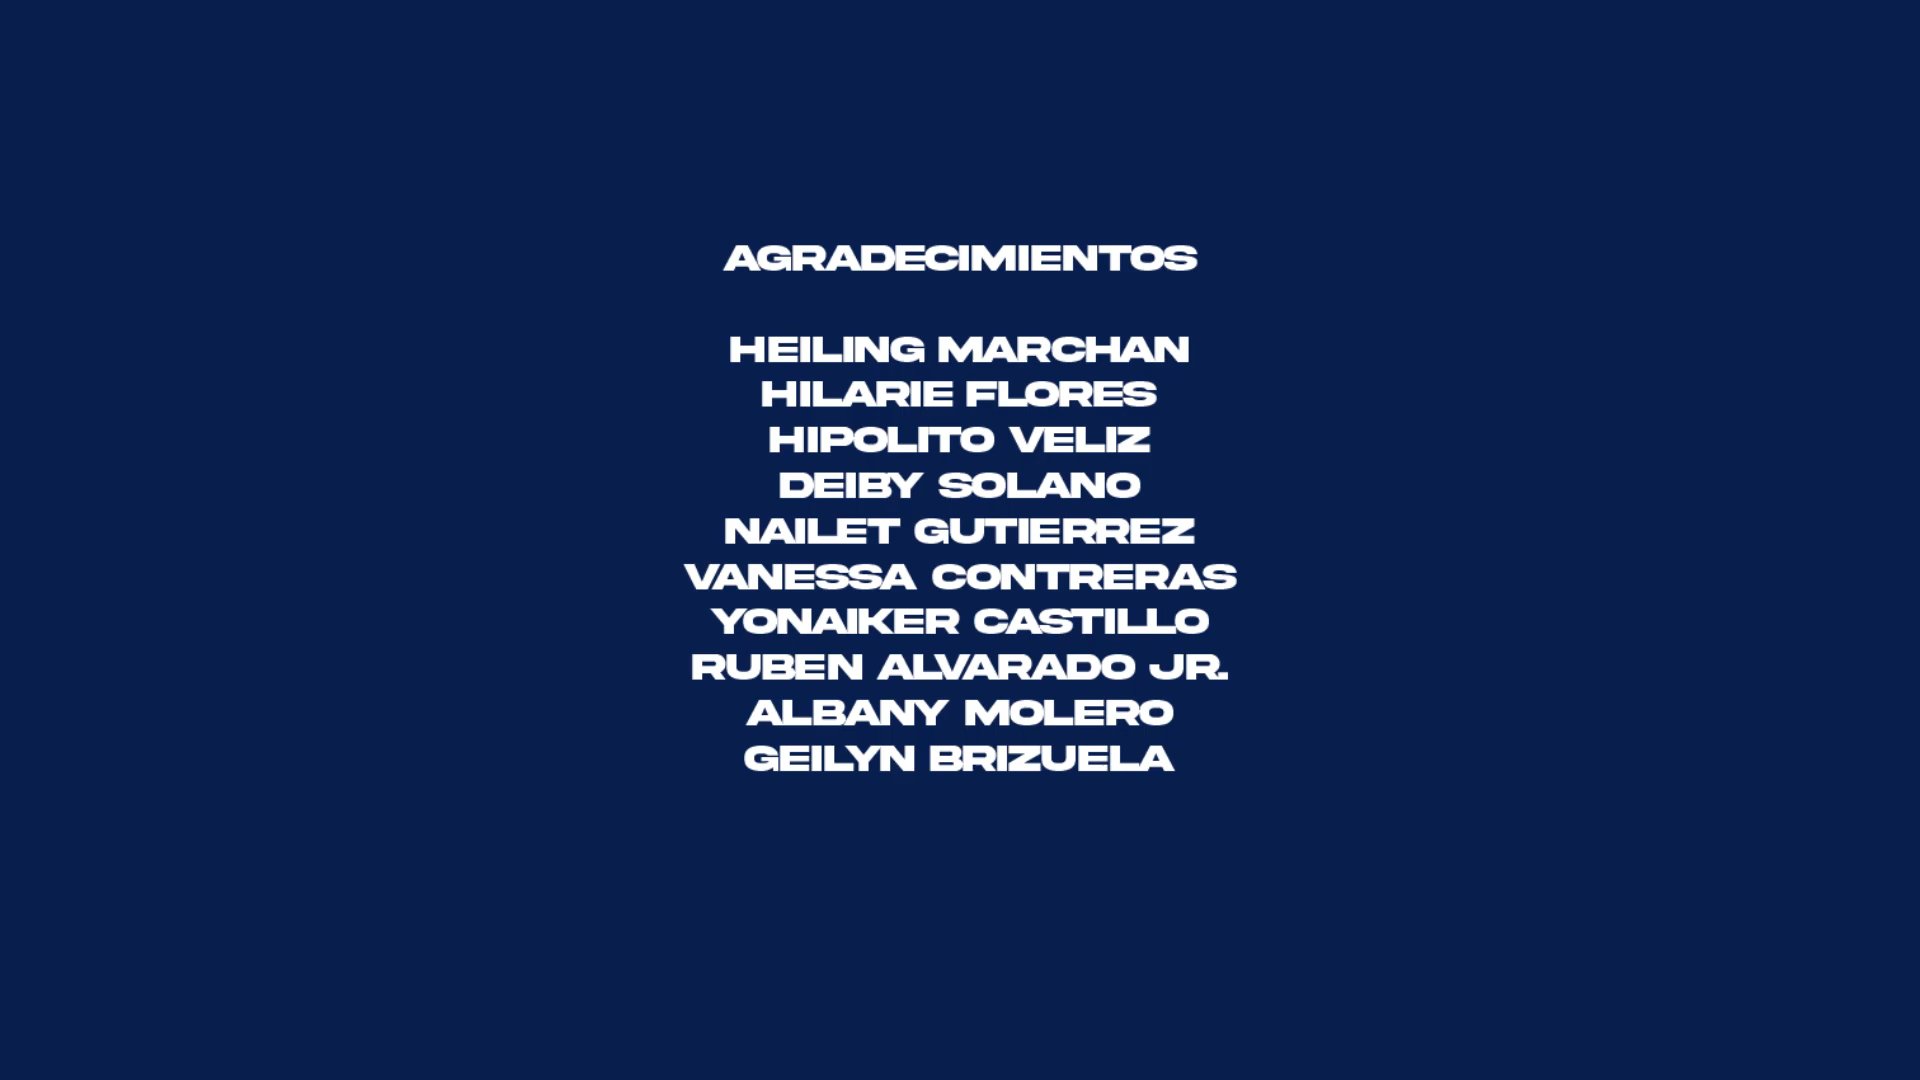 AGRADECIMIENTOS
HEILING MARCHAN
HILARIE FLORES
HIPOLITO VELIZ
DEIBY SOLANO
NAILET GUTIERREZ
VANESSA CONTRERAS
YONAIKER CASTILLO
RUBEN ALVARADO JR.
ALBANY MOLERO
GEILYN BRIZUELA